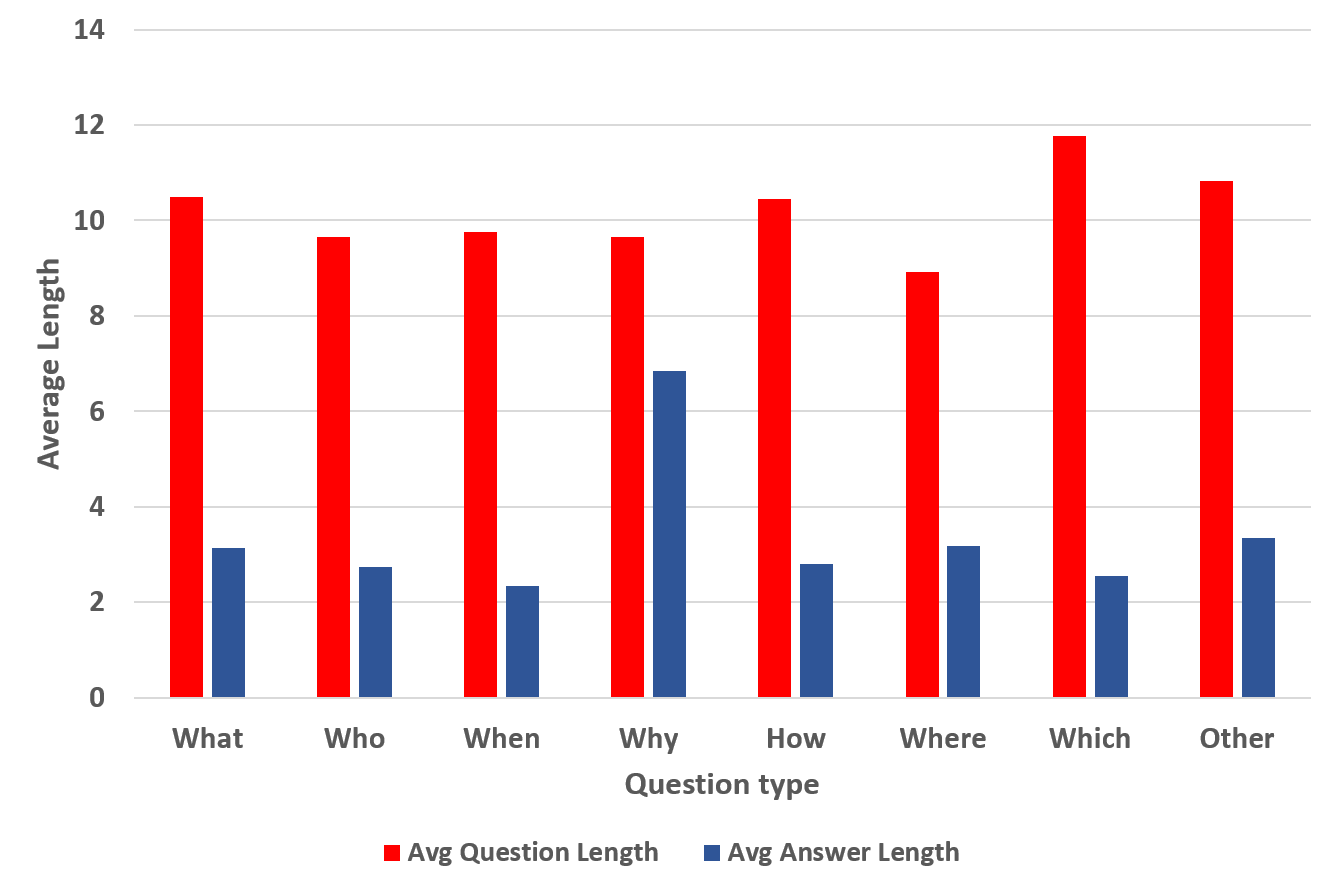 14
12
10
8
6
4
2
0
Average Length
What Who When Why How Where Which Other
Question type
Avg Question Length Avg Answer Length